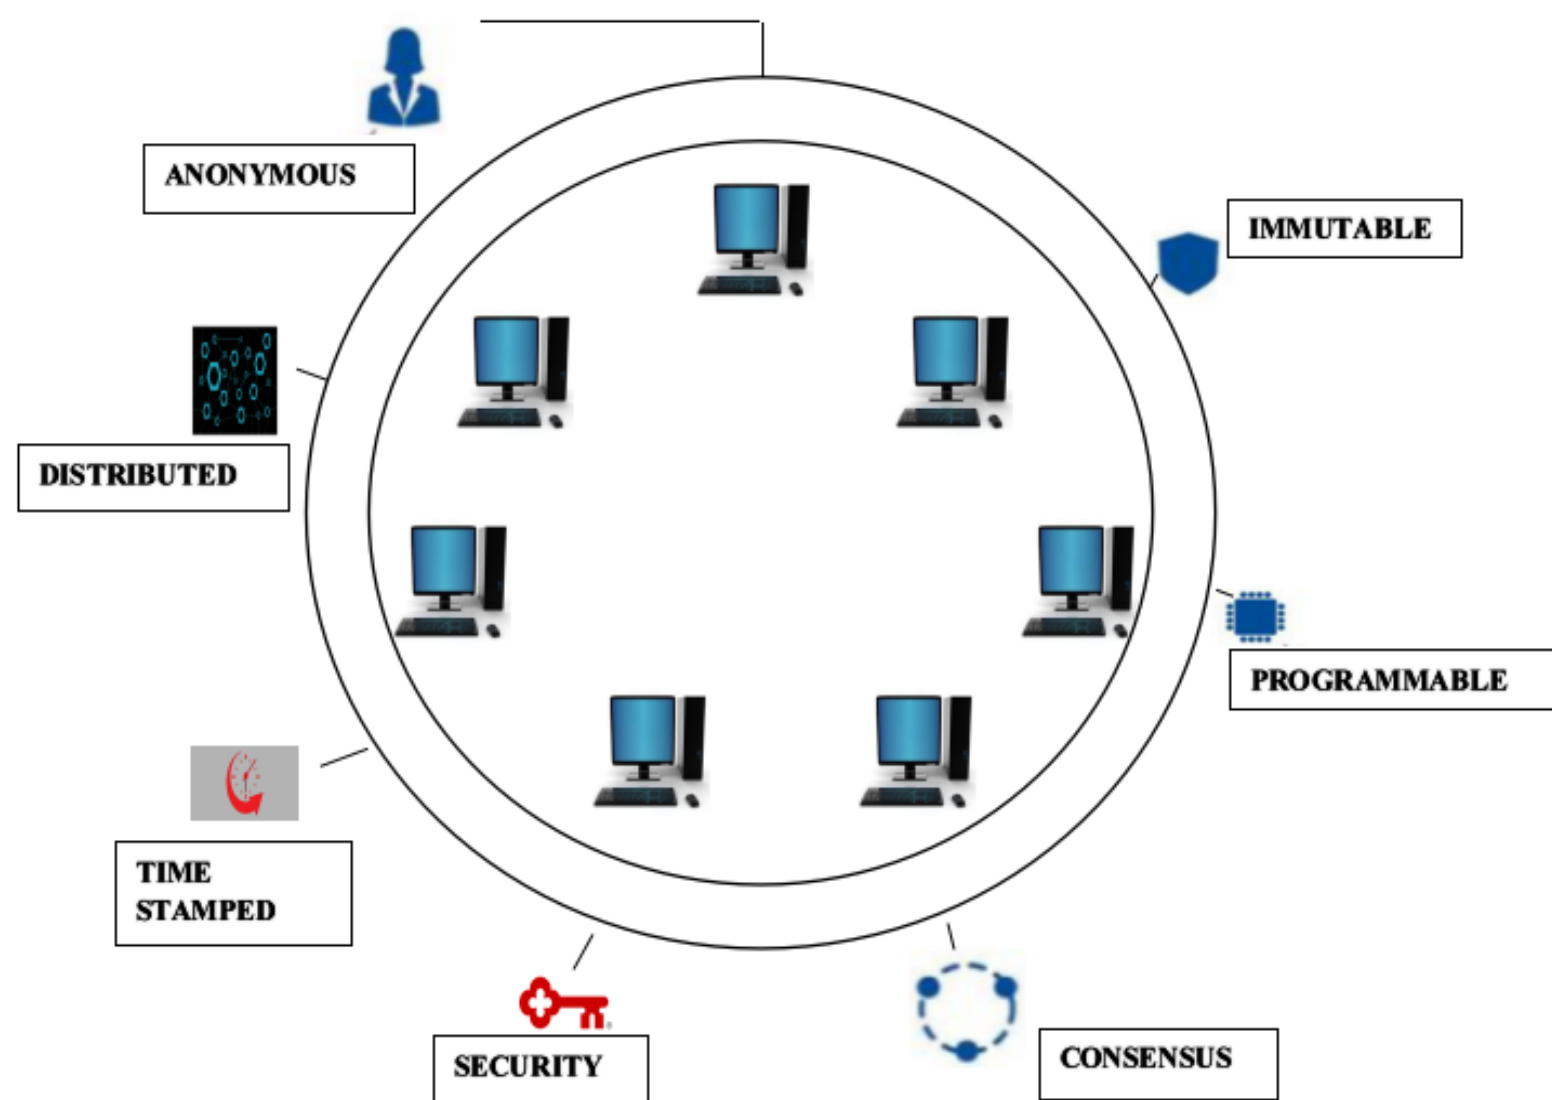 ANONYMOUS
IMMUTABLE
DISTRIBUTED
PROGRAMMABLE
TIME
STAMPED
SECURITY
CONSENSUS